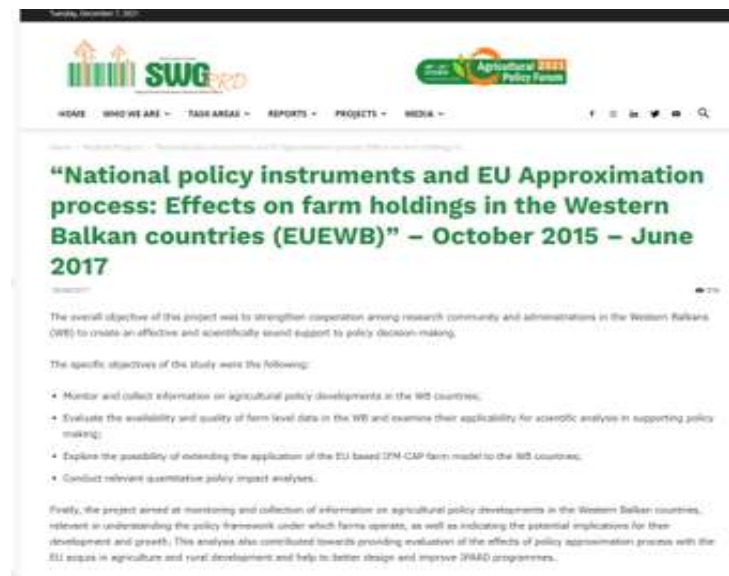 Tuesday, December 7, 2021
SWG RRD
Agricultural 2021
Policy Forum
HOME WHO WE ARE TASK AREAS REPORTS PROJECTS MEDIA
“National policy instruments and EU Approximation
process: Effects on farm holdings in the Western
Balkan countries (EUEWB)” – October 2015 – June
2017
The overall objective of this project was to strengthen cooperation among research community and administrations in the Western Balkans
(WB) to create an effective and scientifically sound support to policy decision-making.
The specific objectives of the study were the following:
• Monitor and collect information on agricultural policy developments in the WB countries;
• Evaluate the availability and quality of farm level data in the WB and examine their applicability for scientific analysis in supporting policy
making;
• Explore the possibility of extending the application of the EU based IFM-CAP farm model to the WB countries;
• Conduct relevant quantitative policy impact analyses.
Firstly, the project aimed at monitoring and collection of information on agricultural policy developments in the Western Balkan countries,
relevant in understanding the policy framework under which farms operate, as well as indicating the potential implications for their
development and growth. This analysis also contributed towards providing evaluation of the effects of policy approximation process with the
EU acquis in agriculture and rural development and help to better design and improve IPARD programmes.